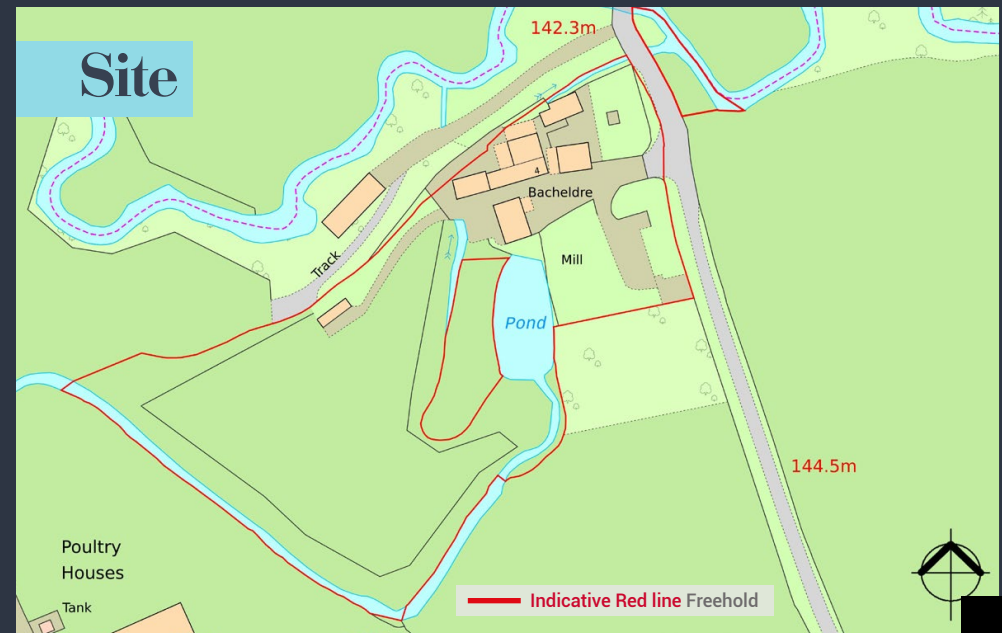 Site
142.3m
4
Bacheldre
Track
Mill
Pond
144.5m
Poultry
Houses
Tank
Indicative Red line Freehold